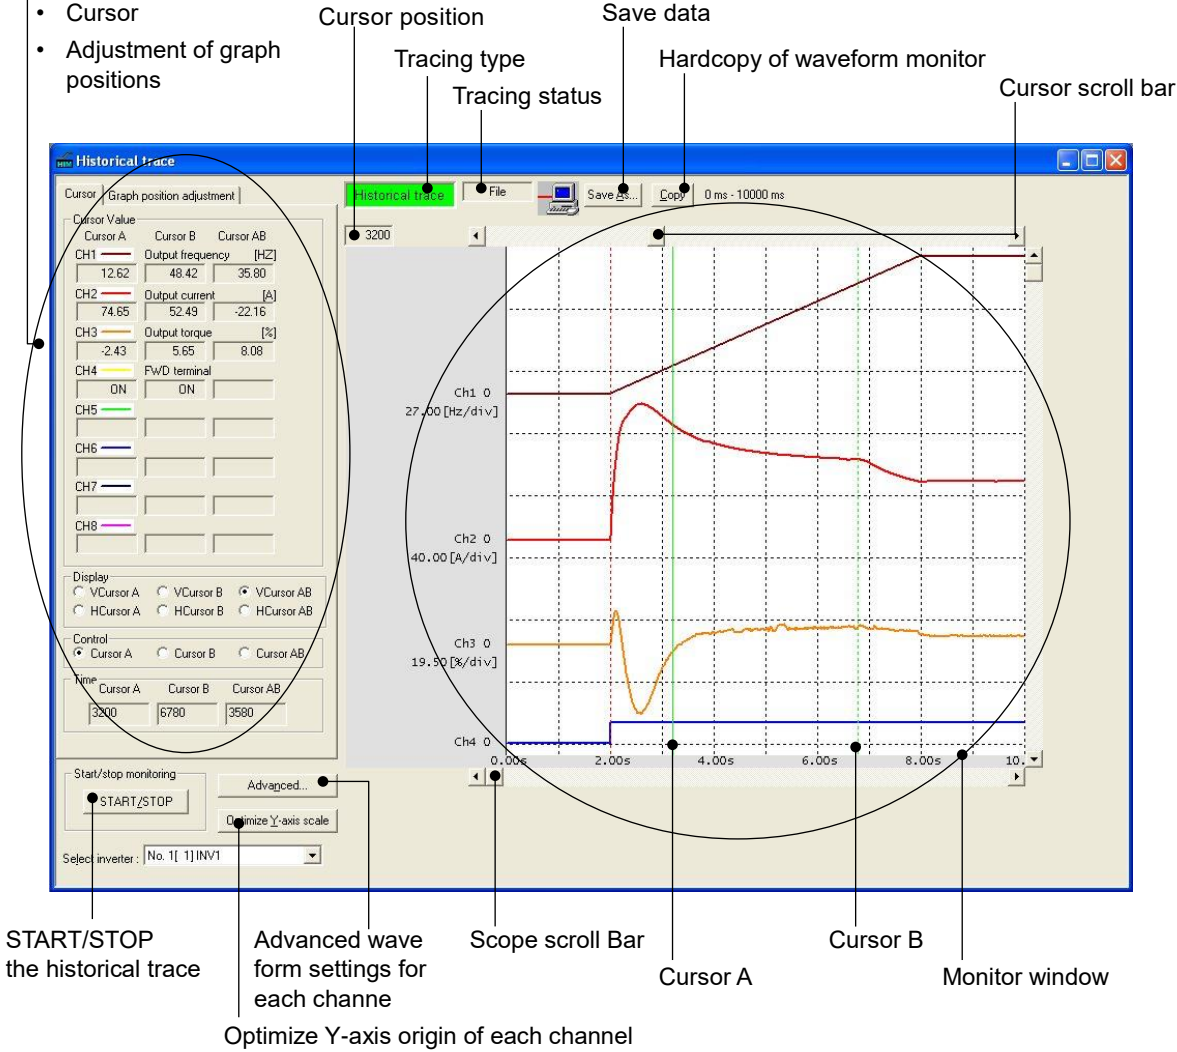 • Cursor
• Adjustment of graph
positions
Cursor position
Save data
Tracing type
Hardcopy of waveform monitor
Tracing status
Cursor scroll bar
Historical trace
Cursor
Graph position adjustment
Historical trace
File
Save As...
Copy
0 ms - 10000 ms
Cursor Value
Cursor A Cursor B Cursor AB
3200
CH1 Output frequency [HZ]
12.62 48.42 35.80
CH2 Output current [A]
74.65 52.49 -22.16
CH3 Output torque [%]
-2.43 5.65 8.08
CH4 FWD terminal
ON ON
CH5
CH6
CH7
CH8
Ch1 0
27.00[Hz/div]
Ch2 0
40.00[A/div]
Ch3 0
19.50[%/div]
Ch4 0
0.00s 2.00s 4.00s 6.00s 8.00s 10.
Display
VCursor A VCursor B VCursor AB
HCursor A HCursor B HCursor AB
Control
Cursor A Cursor B Cursor AB
Time
Cursor A Cursor B Cursor AB
3200 6780 3580
Start/stop monitoring
START/STOP
Advanced...
Optimize Y-axis scale
Select inverter : No. 1[ 1] INV1
START/STOP
the historical trace
Advanced wave
form settings for
each channe
Scope scroll Bar
Cursor B
Cursor A
Monitor window
Optimize Y-axis origin of each channel